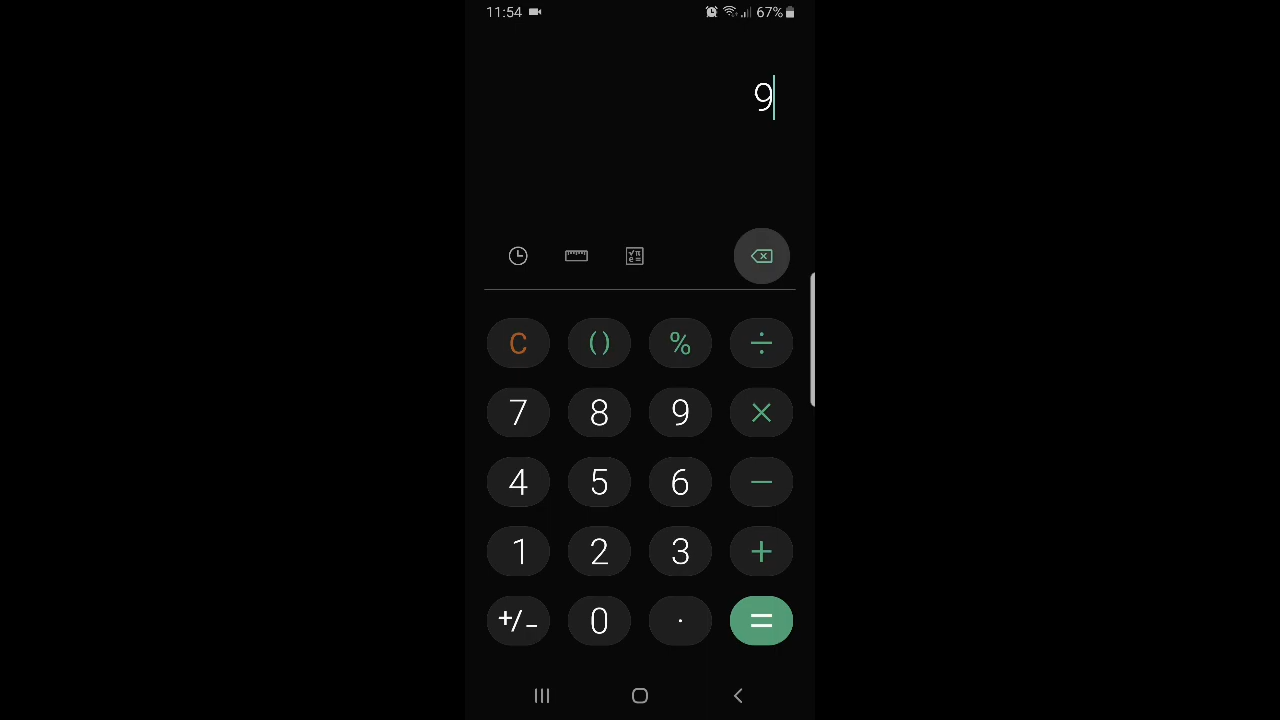 11:54 67%
9
C () % ÷
7 8 9 ×
4 5 6 −
1 2 3 +
+/− 0 . =